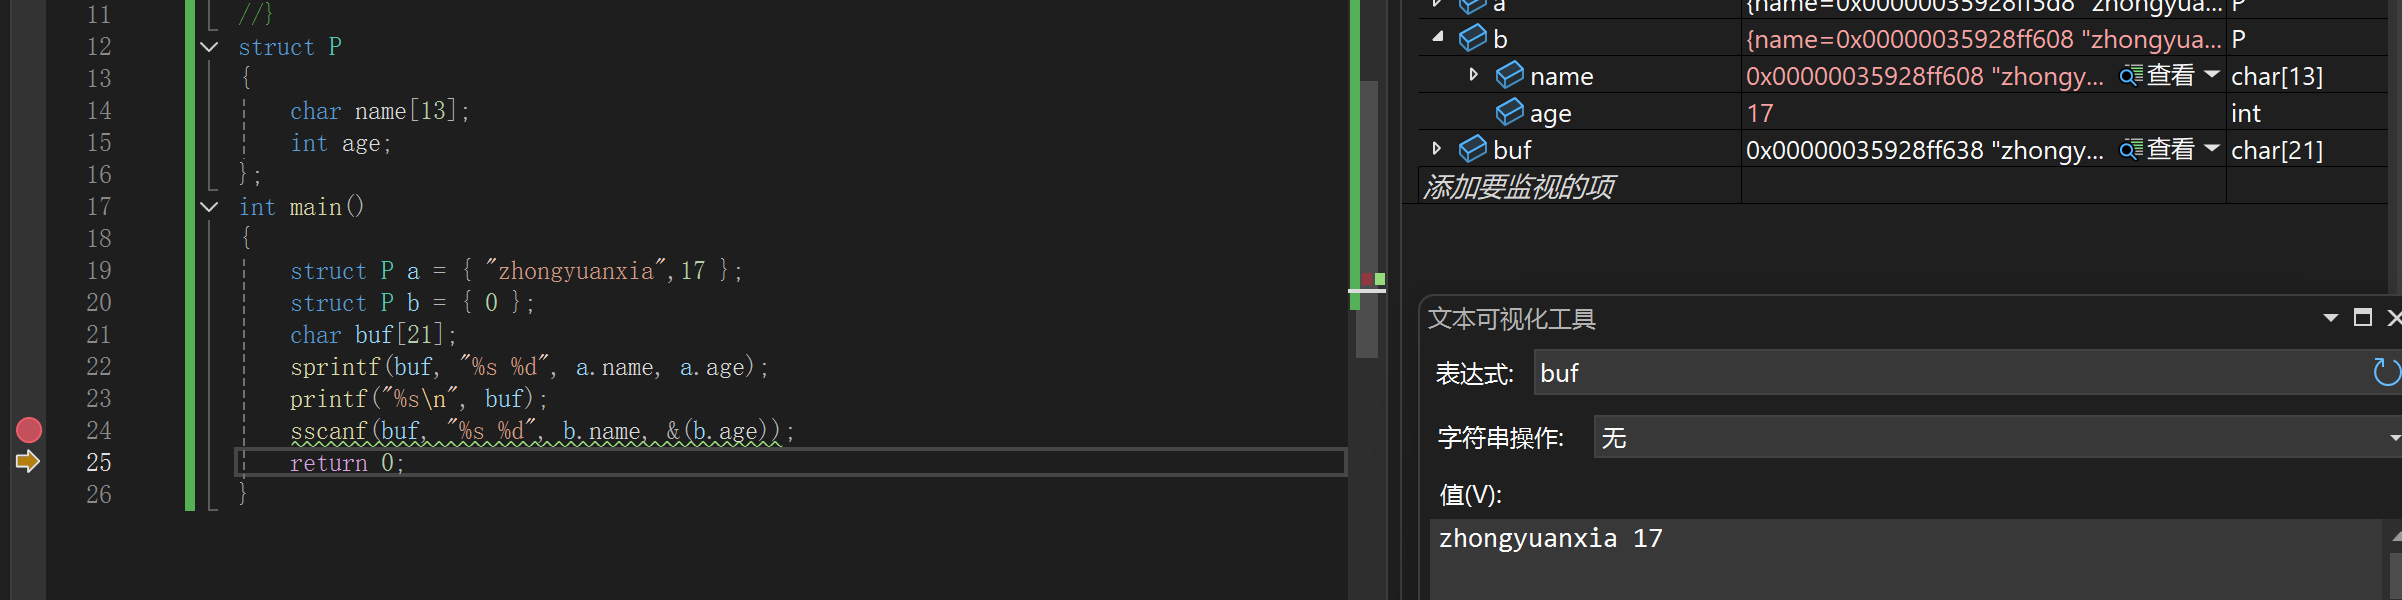 11 //}
12 struct P
13 {
14 char name[13];
15 int age;
16 };
17 int main()
18 {
19 struct P a = { "zhongyuanxia",17 };
20 struct P b = { 0 };
21 char buf[21];
22 sprintf(buf, "%s %d", a.name, a.age);
23 printf("%s\n", buf);
24 sscanf(buf, "%s %d", b.name, &(b.age));
25 return 0;
26 }
a {name=0x00000035928ff5d8 "zhongyua... P
b {name=0x00000035928ff608 "zhongyua... P
name 0x00000035928ff608 "zhongy... 查看 char[13]
age 17 int
buf 0x00000035928ff638 "zhongy... 查看 char[21]
添加要监视的项
文本可视化工具
表达式: buf
字符串操作: 无
值(V):
zhongyuanxia 17